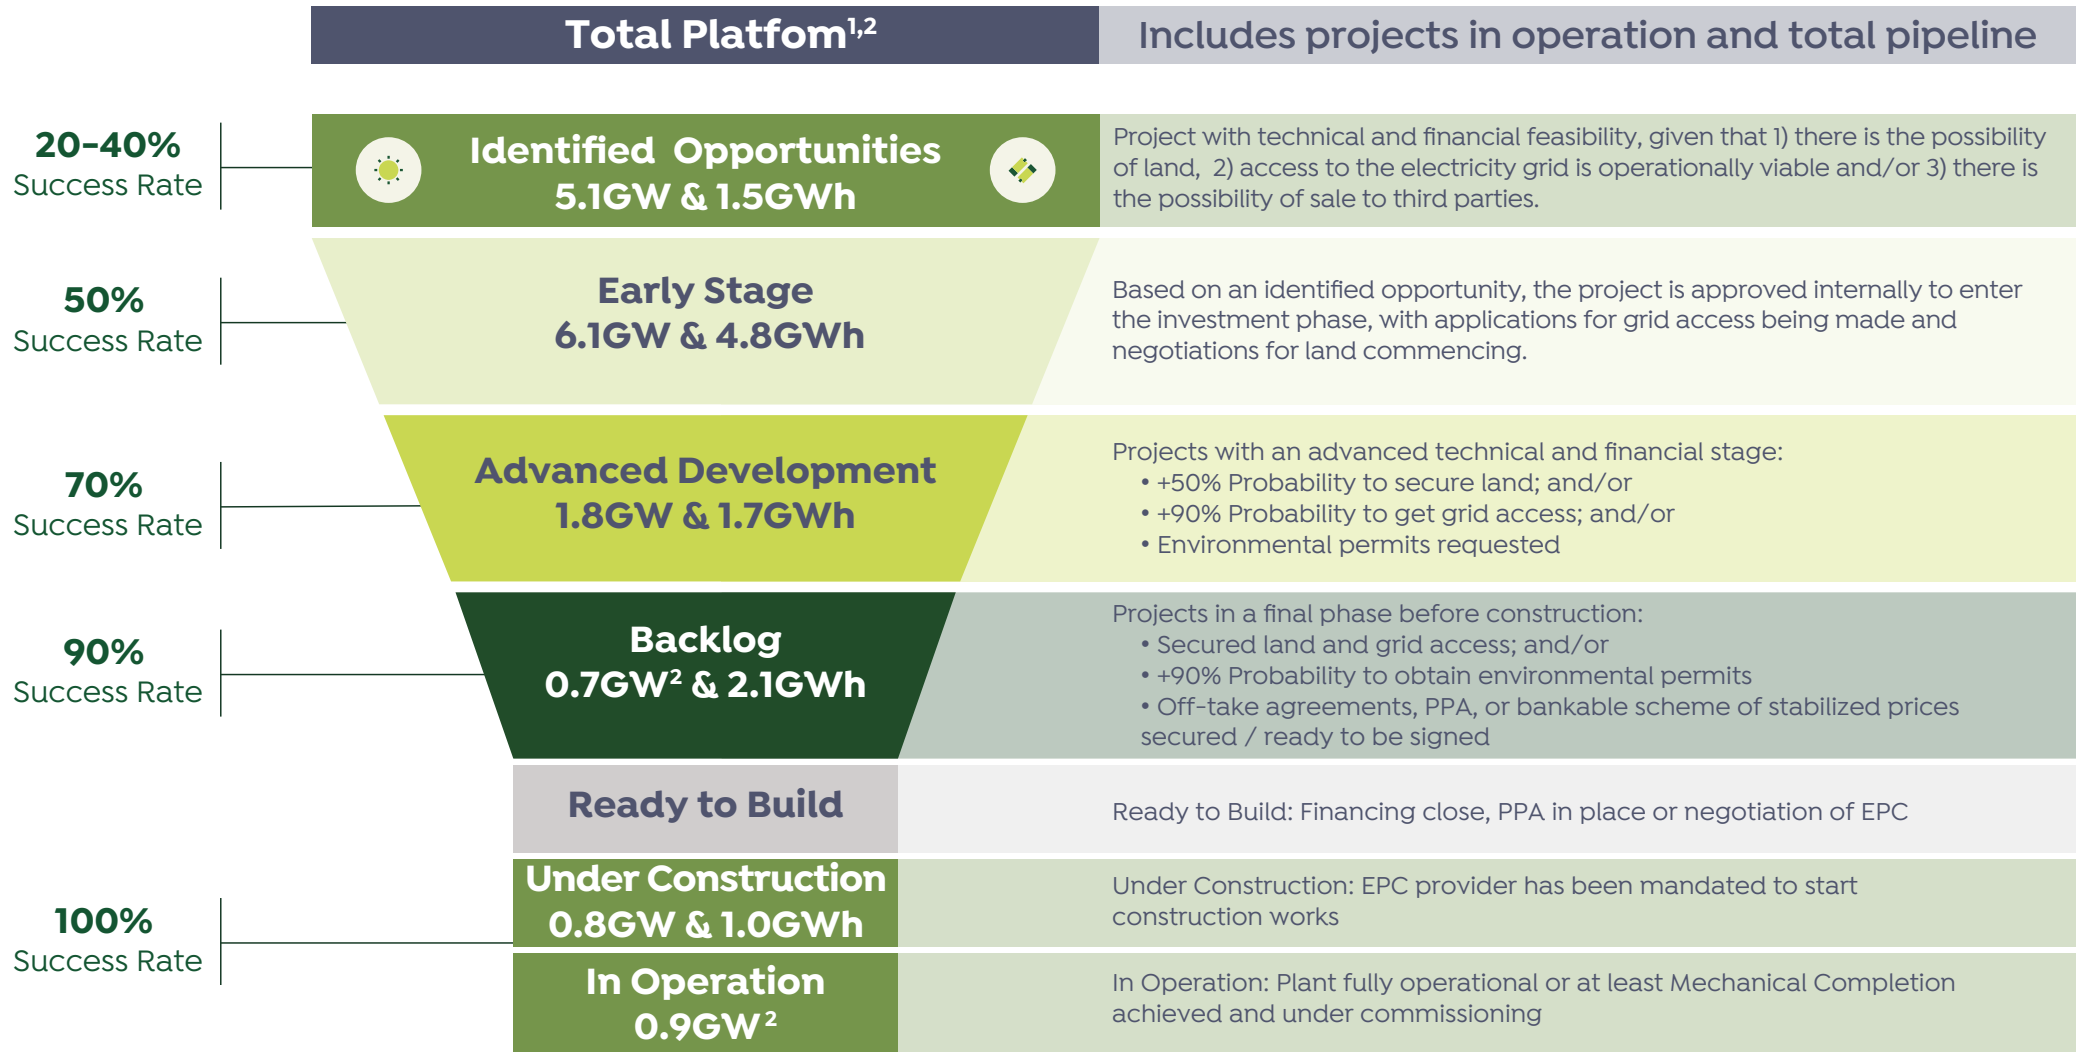 Total Platfom1,2
Includes projects in operation and total pipeline
20-40%
Success Rate
Identified Opportunities
5.1GW & 1.5GWh
Project with technical and financial feasibility, given that 1) there is the possibility
of land, 2) access to the electricity grid is operationally viable and/or 3) there is
the possibility of sale to third parties.
50%
Success Rate
Early Stage
6.1GW & 4.8GWh
Based on an identified opportunity, the project is approved internally to enter
the investment phase, with applications for grid access being made and
negotiations for land commencing.
70%
Success Rate
Advanced Development
1.8GW & 1.7GWh
Projects with an advanced technical and financial stage:
• +50% Probability to secure land; and/or
• +90% Probability to get grid access; and/or
• Environmental permits requested
90%
Success Rate
Backlog
0.7GW2 & 2.1GWh
Projects in a final phase before construction:
• Secured land and grid access; and/or
• +90% Probability to obtain environmental permits
• Off-take agreements, PPA, or bankable scheme of stabilized prices
secured / ready to be signed
Ready to Build
Ready to Build: Financing close, PPA in place or negotiation of EPC
100%
Success Rate
Under Construction
0.8GW & 1.0GWh
Under Construction: EPC provider has been mandated to start
construction works
In Operation
0.9GW2
In Operation: Plant fully operational or at least Mechanical Completion
achieved and under commissioning